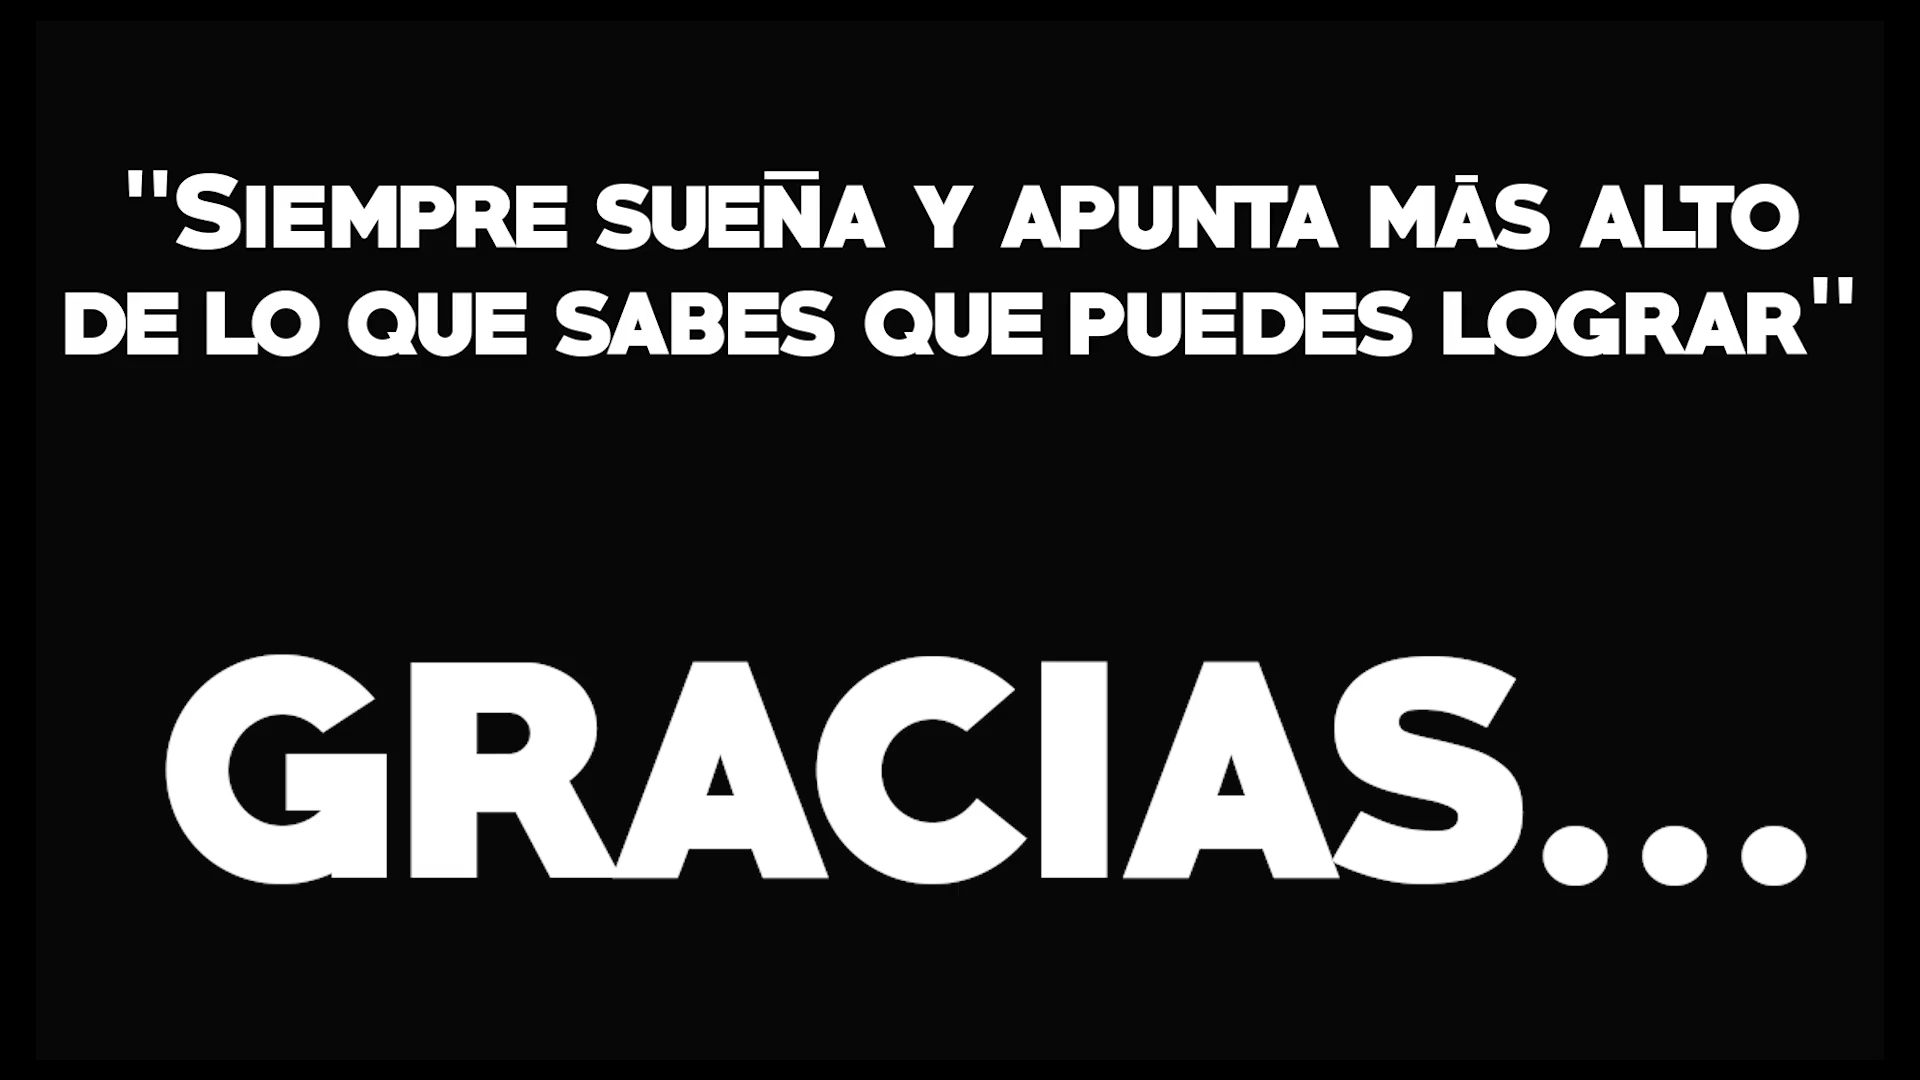 "Siempre sueña y apunta más alto
de lo que sabes que puedes lograr"
GRACIAS...